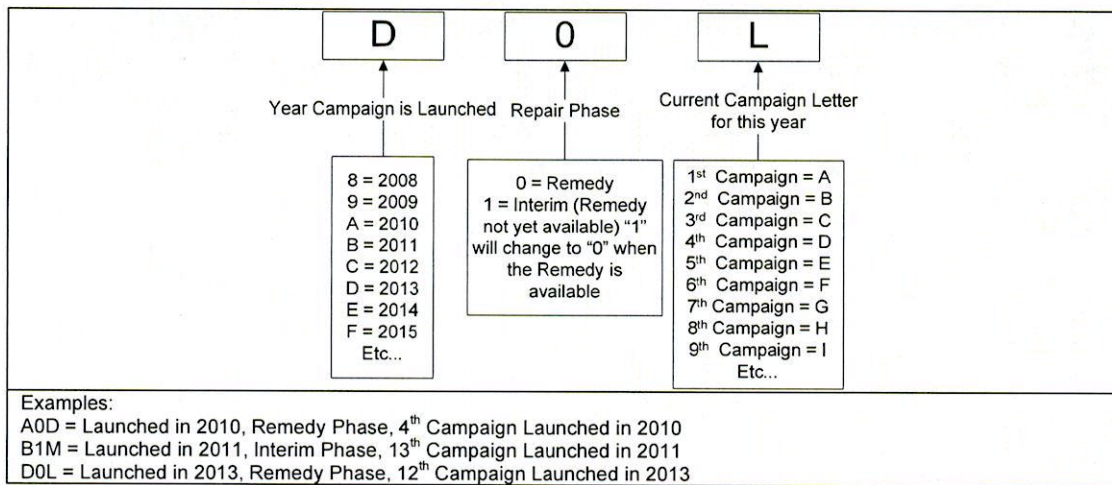 D 0 L
Year Campaign is Launched
Repair Phase
Current Campaign Letter
for this year
8 = 2008
9 = 2009
A = 2010
B = 2011
C = 2012
D = 2013
E = 2014
F = 2015
Etc...
0 = Remedy
1 = Interim (Remedy
not yet available) “1”
will change to “0” when
the Remedy is
available
1st Campaign = A
2nd Campaign = B
3rd Campaign = C
4th Campaign = D
5th Campaign = E
6th Campaign = F
7th Campaign = G
8th Campaign = H
9th Campaign = I
Etc...
Examples:
A0D = Launched in 2010, Remedy Phase, 4th Campaign Launched in 2010
B1M = Launched in 2011, Interim Phase, 13th Campaign Launched in 2011
D0L = Launched in 2013, Remedy Phase, 12th Campaign Launched in 2013